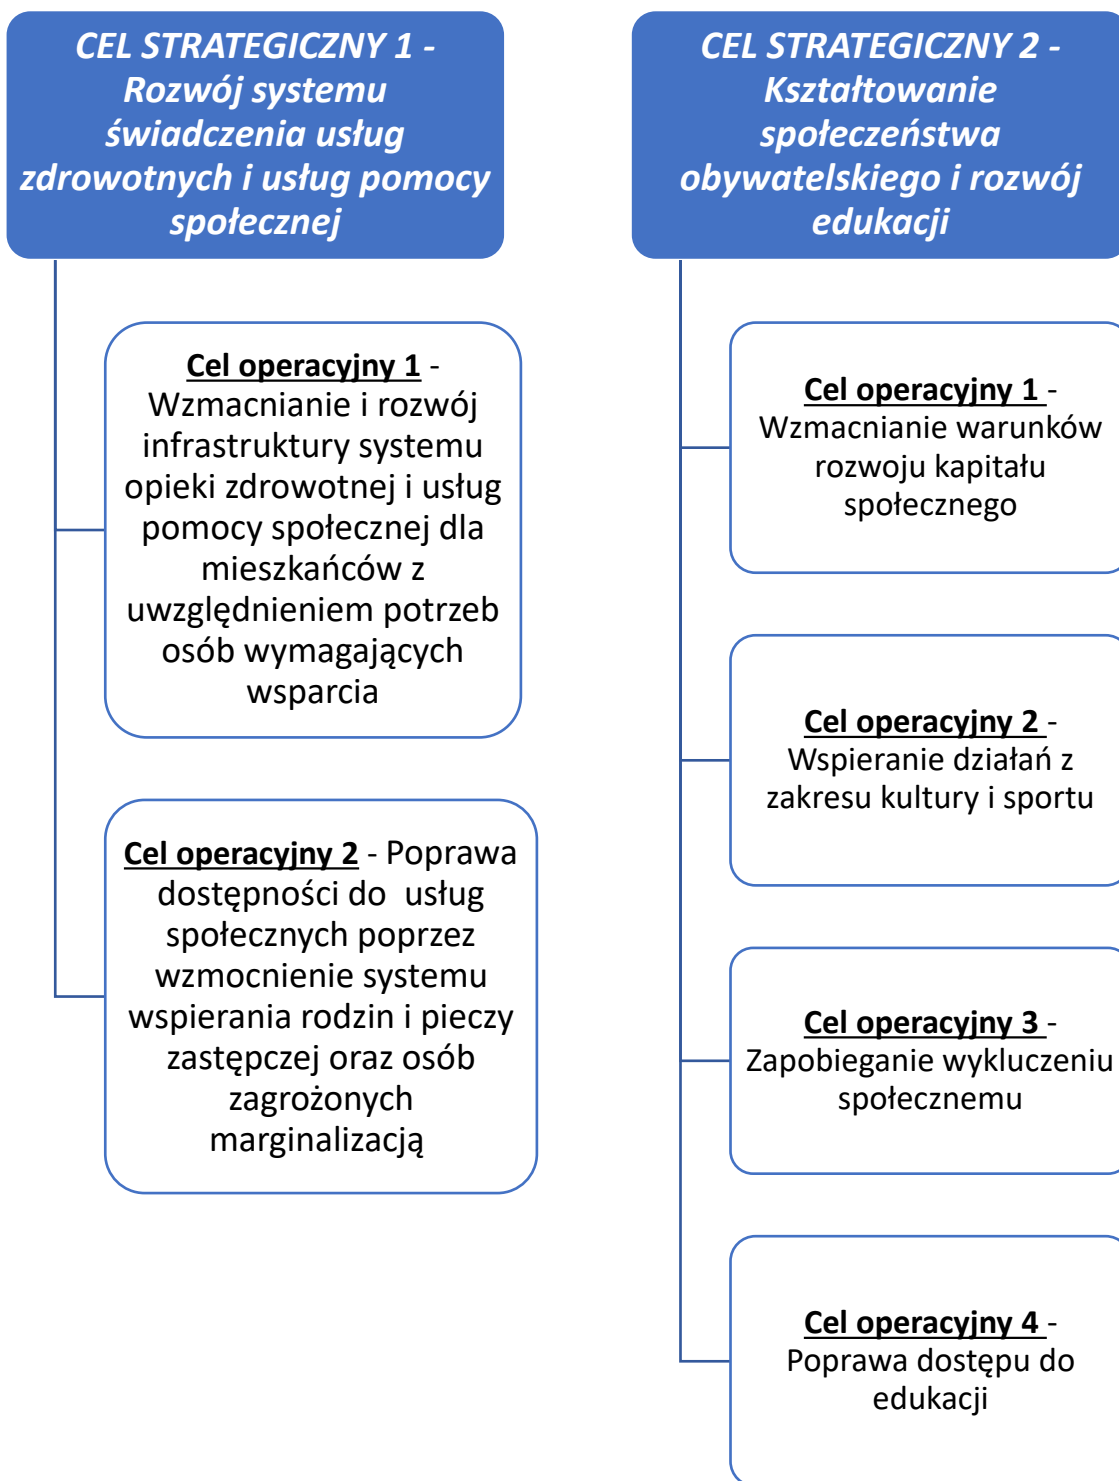 CEL STRATEGICZNY 1 -
Rozwój systemu
świadczenia usług
zdrowotnych i usług pomocy
społecznej
Cel operacyjny 1 -
Wzmacnianie i rozwój
infrastruktury systemu
opieki zdrowotnej i usług
pomocy społecznej dla
mieszkańców z
uwzględnieniem potrzeb
osób wymagających
wsparcia
Cel operacyjny 2 - Poprawa
dostępności do usług
społecznych poprzez
wzmocnienie systemu
wspierania rodzin i pieczy
zastępczej oraz osób
zagrożonych
marginalizacją
CEL STRATEGICZNY 2 -
Kształtowanie
społeczeństwa
obywatelskiego i rozwój
edukacji
Cel operacyjny 1 -
Wzmacnianie warunków
rozwoju kapitału
społecznego
Cel operacyjny 2 -
Wspieranie działań z
zakresu kultury i sportu
Cel operacyjny 3 -
Zapobieganie wykluczeniu
społecznemu
Cel operacyjny 4 -
Poprawa dostępu do
edukacji